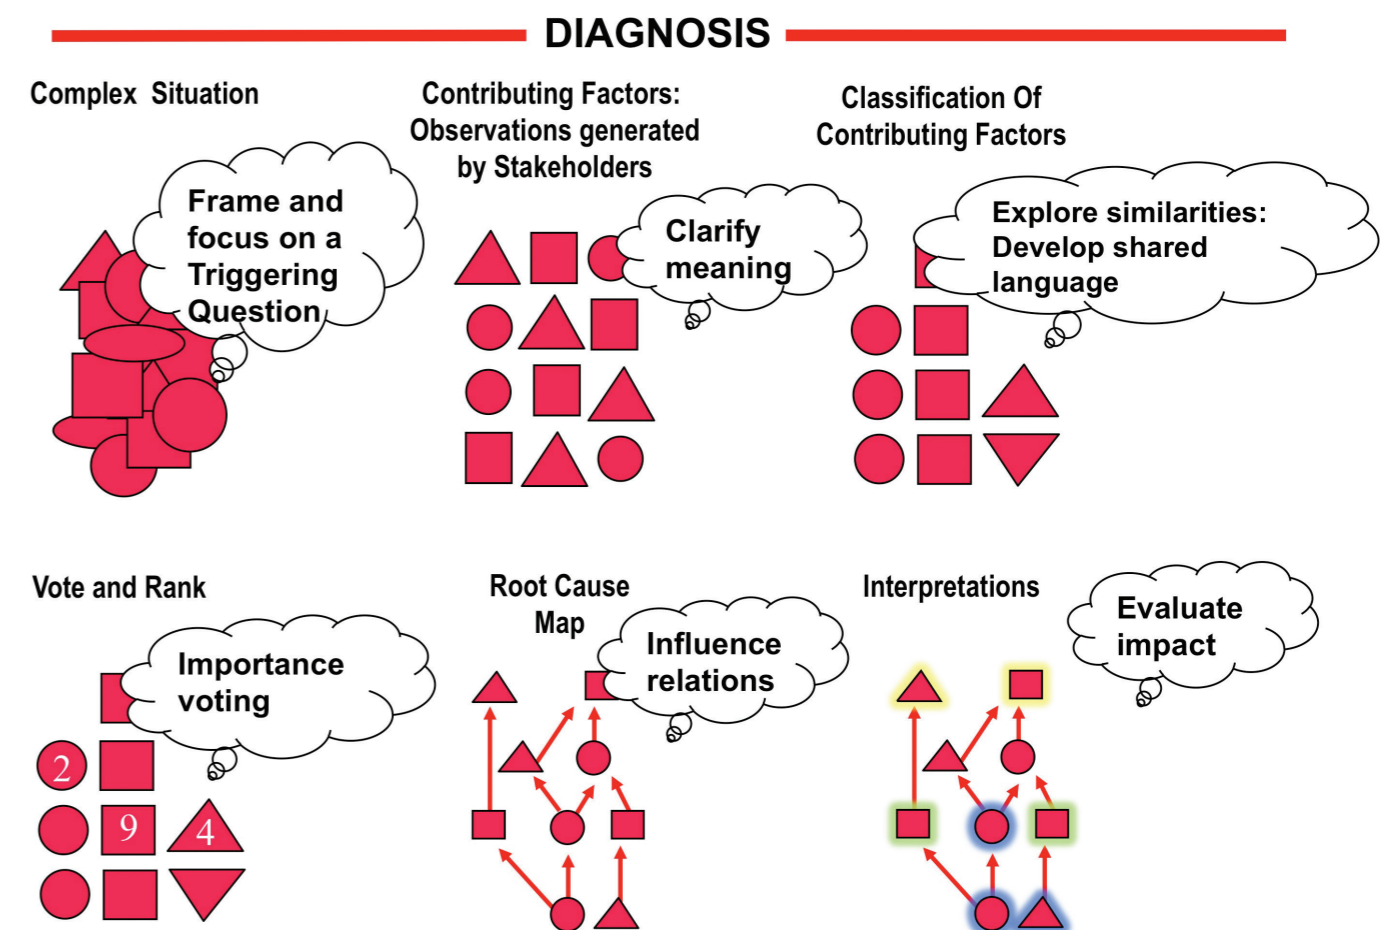 DIAGNOSIS
Complex Situation
Frame and
focus on a
Triggering
Question
Contributing Factors:
Observations generated
by Stakeholders
Clarify
meaning
Classification Of
Contributing Factors
Explore similarities:
Develop shared
language
Vote and Rank
Importance
voting
2
9
4
Root Cause
Map
Influence
relations
Interpretations
Evaluate
impact